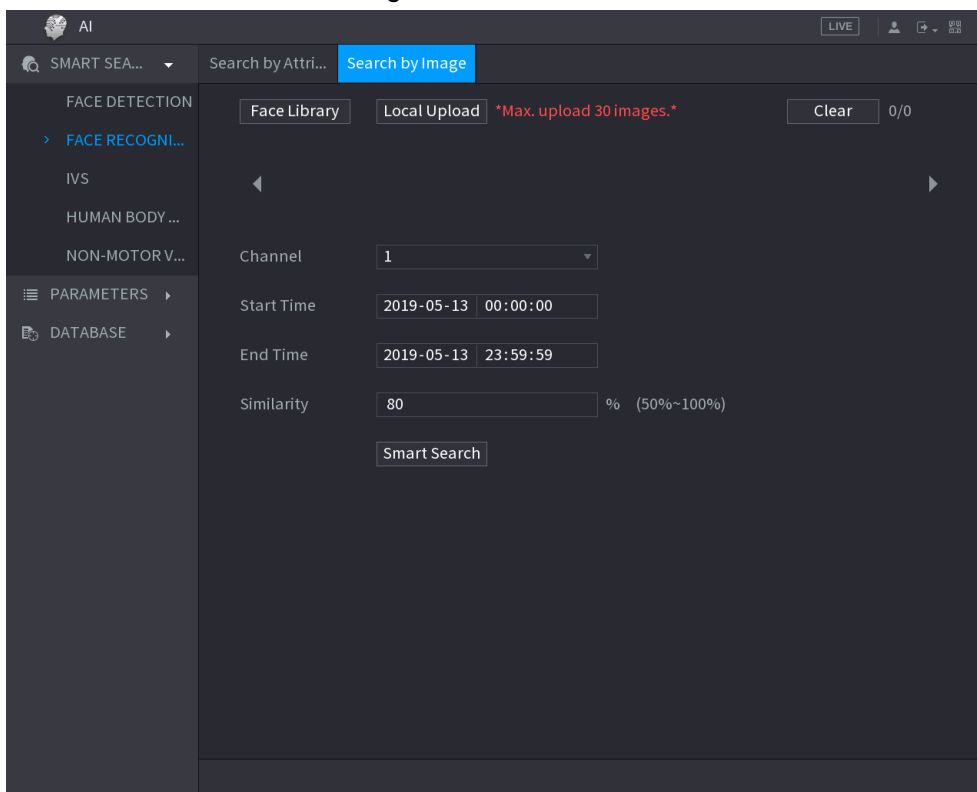 AI
LIVE
SMART SEA...
Search by Attri...
Search by Image
FACE DETECTION
Face Library
Local Upload
*Max. upload 30 images.*
Clear
0/0
FACE RECOGNI...
IVS
HUMAN BODY ...
NON-MOTOR V...
Channel
1
PARAMETERS
Start Time
2019-05-13 00:00:00
DATABASE
End Time
2019-05-13 23:59:59
Similarity
80
% (50%~100%)
Smart Search